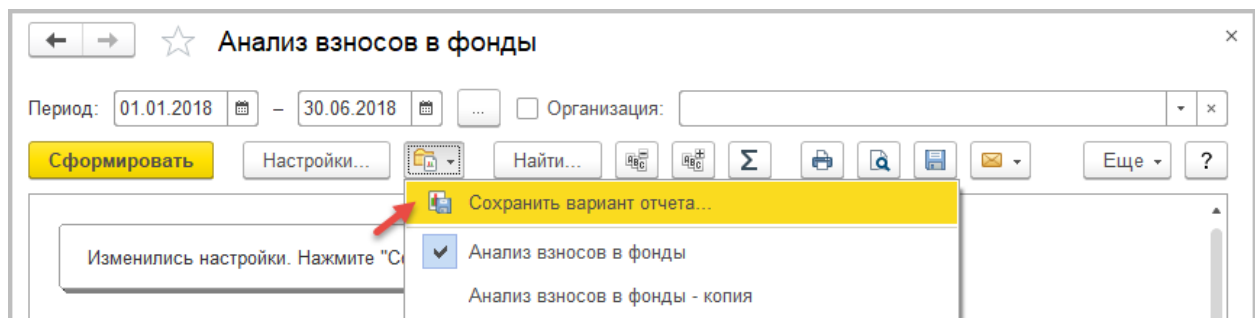 Анализ взносов в фонды
Период: 01.01.2018 – 30.06.2018 ... Организация:
Сформировать Настройки... Найти... Σ Еще ?
Сохранить вариант отчета...
Изменились настройки. Нажмите "С
Анализ взносов в фонды
Анализ взносов в фонды - копия